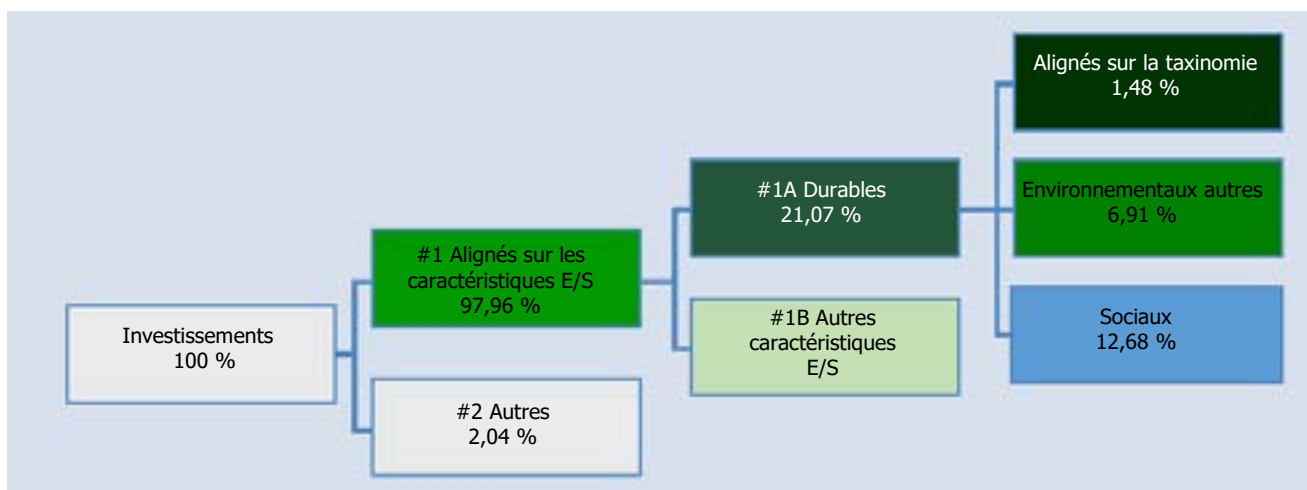 Investissements
100 %
#1 Alignés sur les
caractéristiques E/S
97,96 %
#2 Autres
2,04 %
#1A Durables
21,07 %
#1B Autres
caractéristiques
E/S
Alignés sur la taxinomie
1,48 %
Environnementaux autres
6,91 %
Sociaux
12,68 %